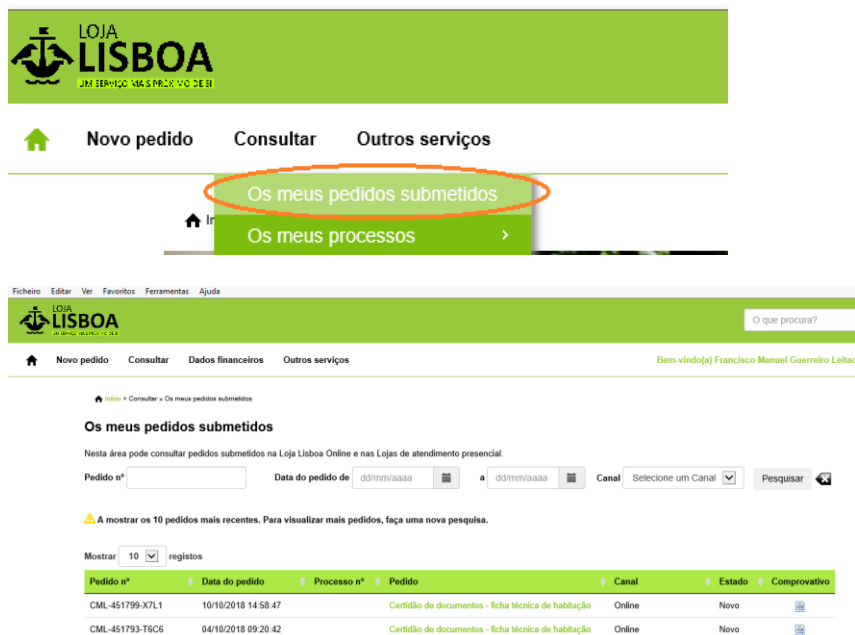 LOJA
LISBOA
UM SERVIÇO MAIS PRÓXIMO DE SI
Novo pedido Consultar Outros serviços
Os meus pedidos submetidos
Os meus processos >
Ficheiro Editar Ver Favoritos Ferramentas Ajuda
LOJA
LISBOA
O que procura?
Novo pedido Consultar Dados financeiros Outros serviços Bem-vindo(a) Francisco Manuel Guerreiro Leitao
Início » Consultar » Os meus pedidos submetidos
Os meus pedidos submetidos
Nesta área pode consultar pedidos submetidos na Loja Lisboa Online e nas Lojas de atendimento presencial.
Pedido nº Data do pedido de dd/mm/aaaa a dd/mm/aaaa Canal Selecione um Canal Pesquisar
A mostrar os 10 pedidos mais recentes. Para visualizar mais pedidos, faça uma nova pesquisa.
Mostrar 10 registos
Pedido nº Data do pedido Processo nº Pedido Canal Estado Comprovativo
CML-451799-X7L1 10/10/2018 14:58:47 Certidão de documentos - ficha técnica de habitação Online Novo
CML-451793-T6C6 04/10/2018 09:20:42 Certidão de documentos - ficha técnica de habitação Online Novo